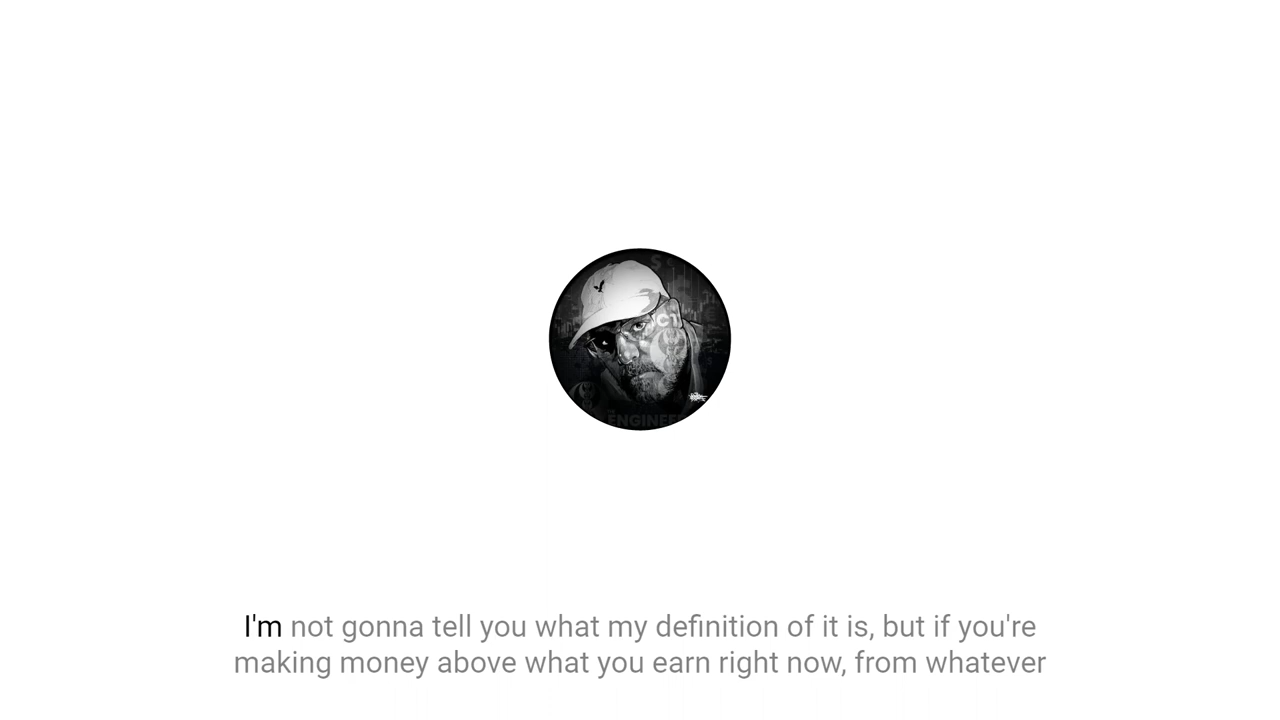 I'm not gonna tell you what my definition of it is, but if you're
making money above what you earn right now, from whatever